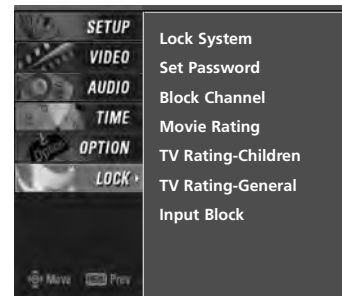 SETUP
VIDEO
AUDIO
TIME
OPTION
LOCK
Move Prev
Lock System
Set Password
Block Channel
Movie Rating
TV Rating-Children
TV Rating-General
Input Block